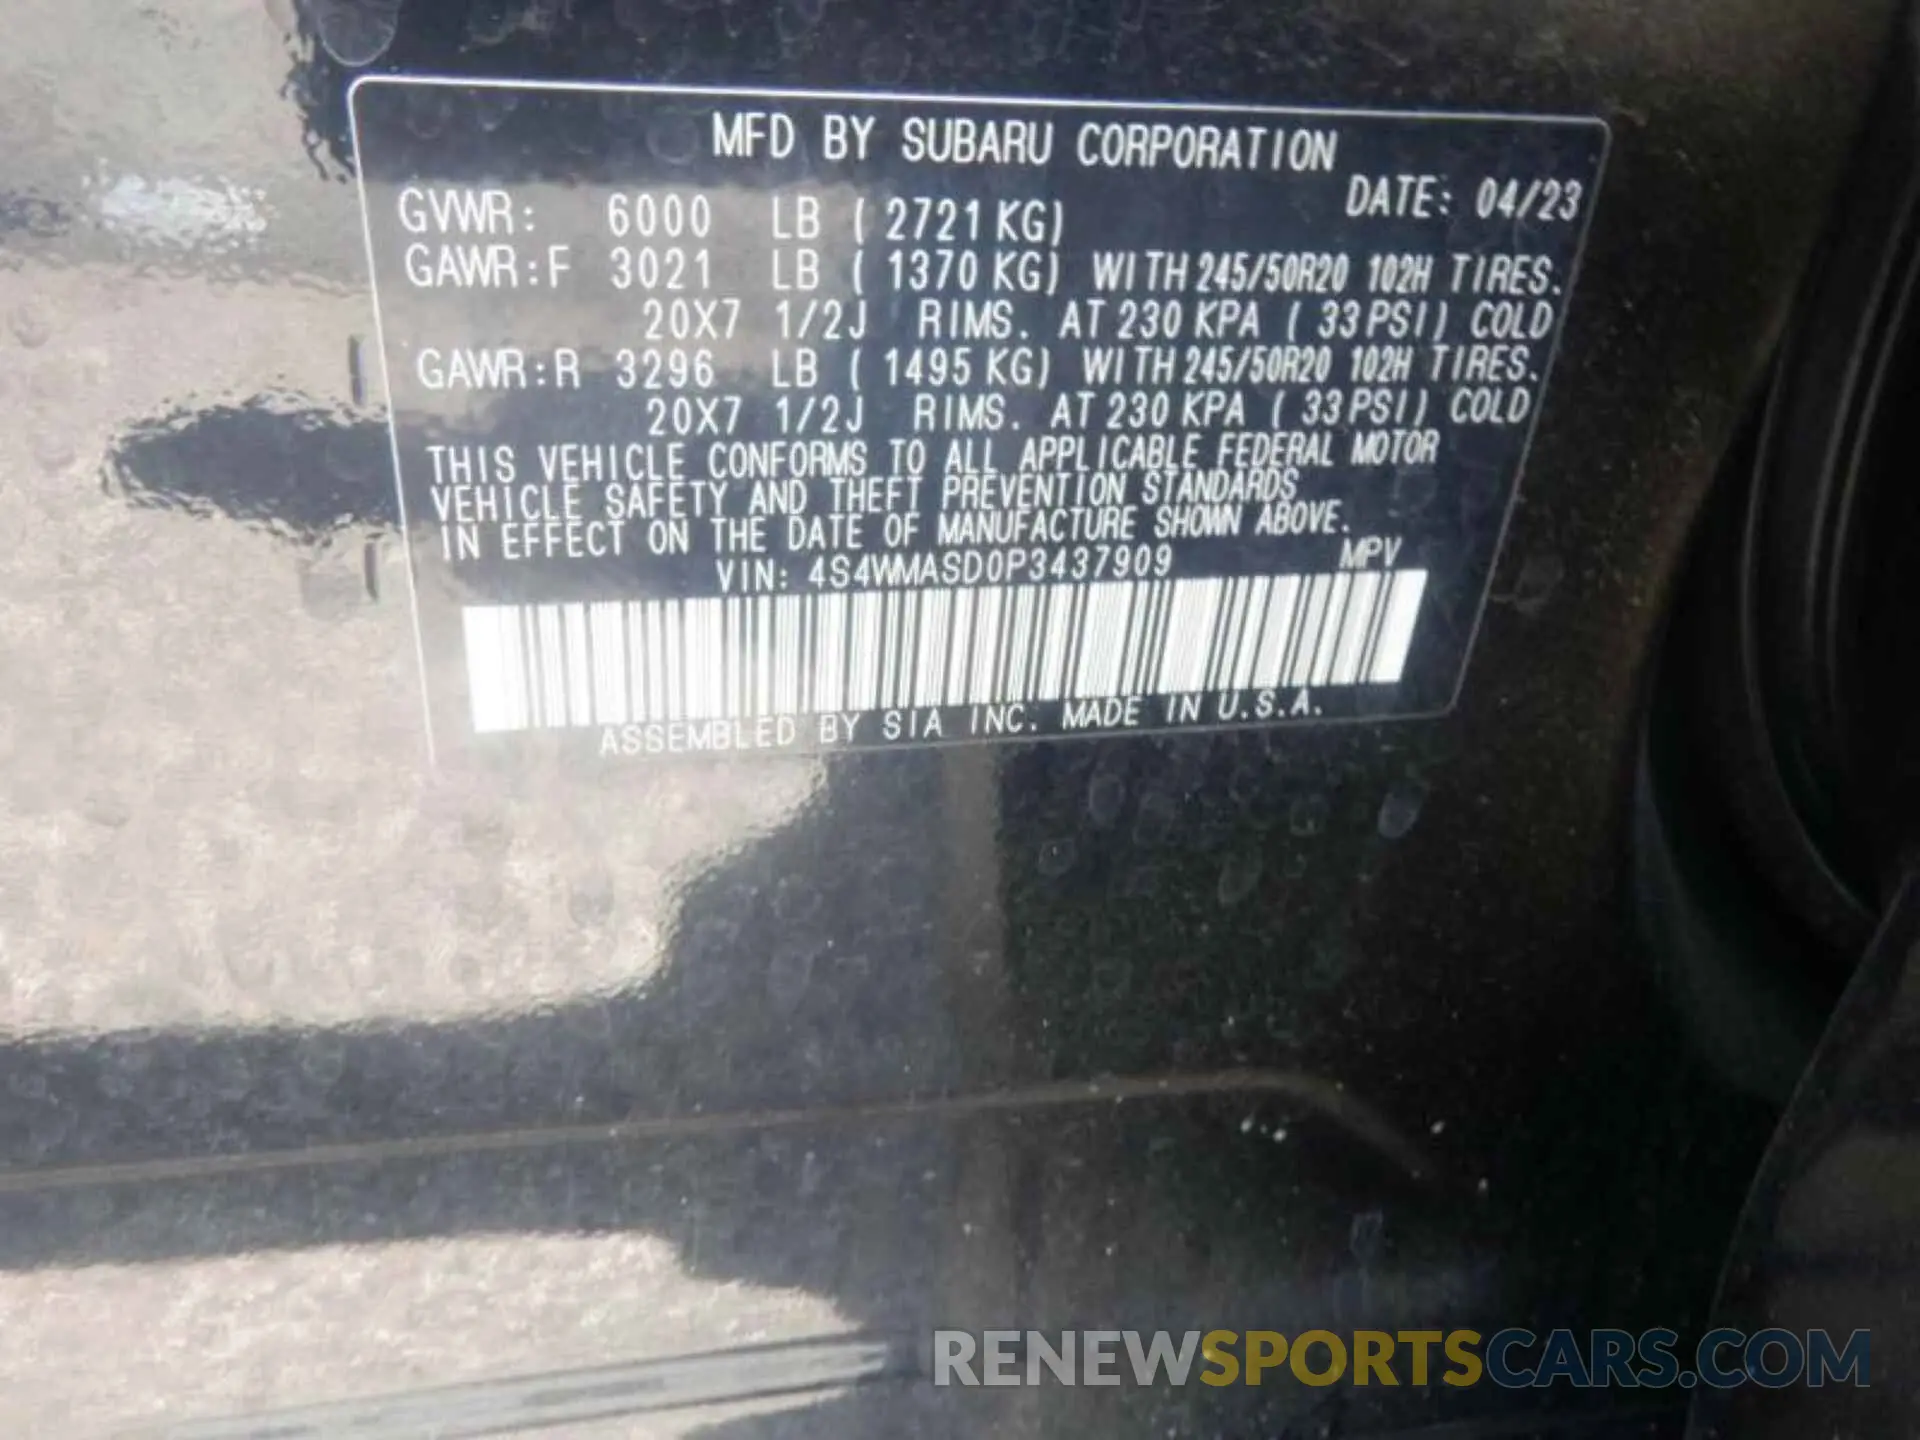 MFD BY SUBARU CORPORATION
DATE: 04/23
GVWR: 6000 LB ( 2721 KG)
GAWR:F 3021 LB ( 1370 KG) WITH 245/50R20 102H TIRES.
20X7 1/2J RIMS. AT 230 KPA ( 33 PSI) COLD
GAWR:R 3296 LB ( 1495 KG) WITH 245/50R20 102H TIRES.
20X7 1/2J RIMS. AT 230 KPA ( 33 PSI) COLD
THIS VEHICLE CONFORMS TO ALL APPLICABLE FEDERAL MOTOR
VEHICLE SAFETY AND THEFT PREVENTION STANDARDS
IN EFFECT ON THE DATE OF MANUFACTURE SHOWN ABOVE.
VIN: 4S4WMASD0P3437909 MPV
ASSEMBLED BY SIA INC. MADE IN U.S.A.
RENEWSPORTSCARS.COM